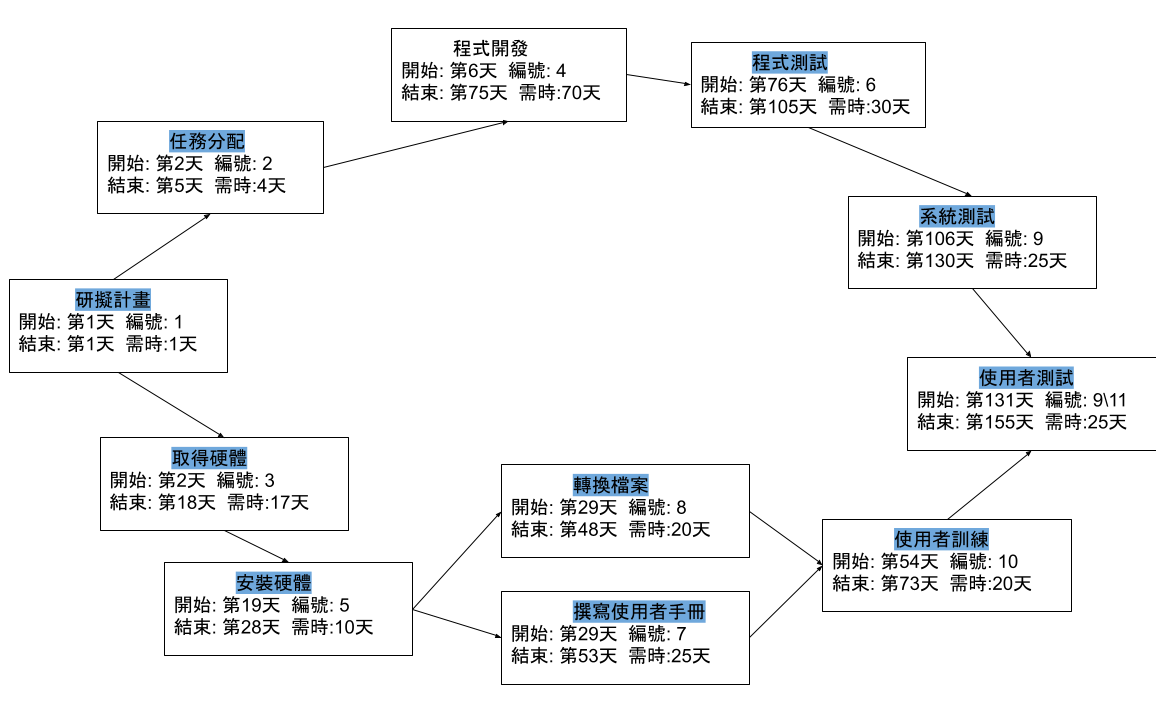 程式開發
開始: 第6天 編號: 4
結束: 第75天 需時:70天
程式測試
開始: 第76天 編號: 6
結束: 第105天 需時:30天
任務分配
開始: 第2天 編號: 2
結束: 第5天 需時:4天
系統測試
開始: 第106天 編號: 9
結束: 第130天 需時:25天
研擬計畫
開始: 第1天 編號: 1
結束: 第1天 需時:1天
使用者測試
開始: 第131天 編號: 9\11
結束: 第155天 需時:25天
取得硬體
開始: 第2天 編號: 3
結束: 第18天 需時:17天
轉換檔案
開始: 第29天 編號: 8
結束: 第48天 需時:20天
使用者訓練
開始: 第54天 編號: 10
結束: 第73天 需時:20天
安裝硬體
開始: 第19天 編號: 5
結束: 第28天 需時:10天
撰寫使用者手冊
開始: 第29天 編號: 7
結束: 第53天 需時:25天